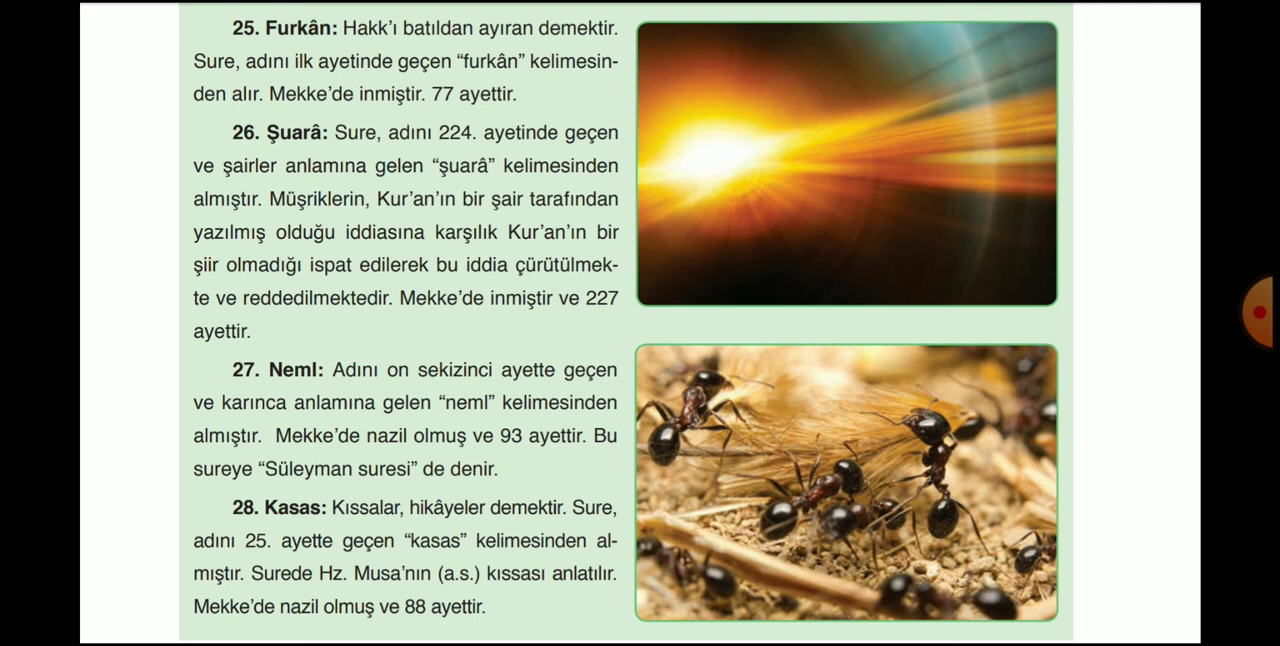 25. Furkân: Hakk’ı batıldan ayıran demektir.
Sure, adını ilk ayetinde geçen “furkân” kelimesin-
den alır. Mekke’de inmiştir. 77 ayettir.
26. Şuarâ: Sure, adını 224. ayetinde geçen
ve şairler anlamına gelen “şuarâ” kelimesinden
almıştır. Müşriklerin, Kur’an’ın bir şair tarafından
yazılmış olduğu iddiasına karşılık Kur’an’ın bir
şiir olmadığı ispat edilerek bu iddia çürütülmek-
te ve reddedilmektedir. Mekke’de inmiştir ve 227
ayettir.
27. Neml: Adını on sekizinci ayette geçen
ve karınca anlamına gelen “neml” kelimesinden
almıştır. Mekke’de nazil olmuş ve 93 ayettir. Bu
sureye “Süleyman suresi” de denir.
28. Kasas: Kıssalar, hikâyeler demektir. Sure,
adını 25. ayette geçen “kasas” kelimesinden al-
mıştır. Surede Hz. Musa’nın (a.s.) kıssası anlatılır.
Mekke’de nazil olmuş ve 88 ayettir.